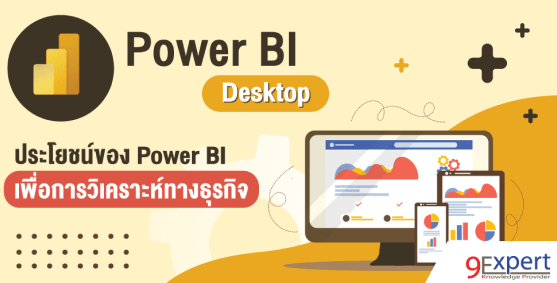 Power BI
Desktop
ประโยชน์ของ Power BI
เพื่อการวิเคราะห์ทางธุรกิจ
9Expert
Knowledge Provider